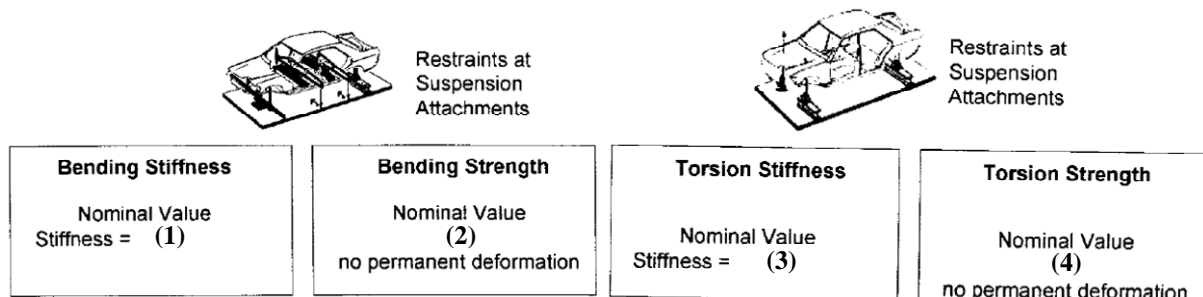 Restraints at
Suspension
Attachments
Restraints at
Suspension
Attachments
Bending Stiffness
Nominal Value
Stiffness = (1)
Bending Strength
Nominal Value
(2)
no permanent deformation
Torsion Stiffness
Nominal Value
Stiffness = (3)
Torsion Strength
Nominal Value
(4)
no permanent deformation